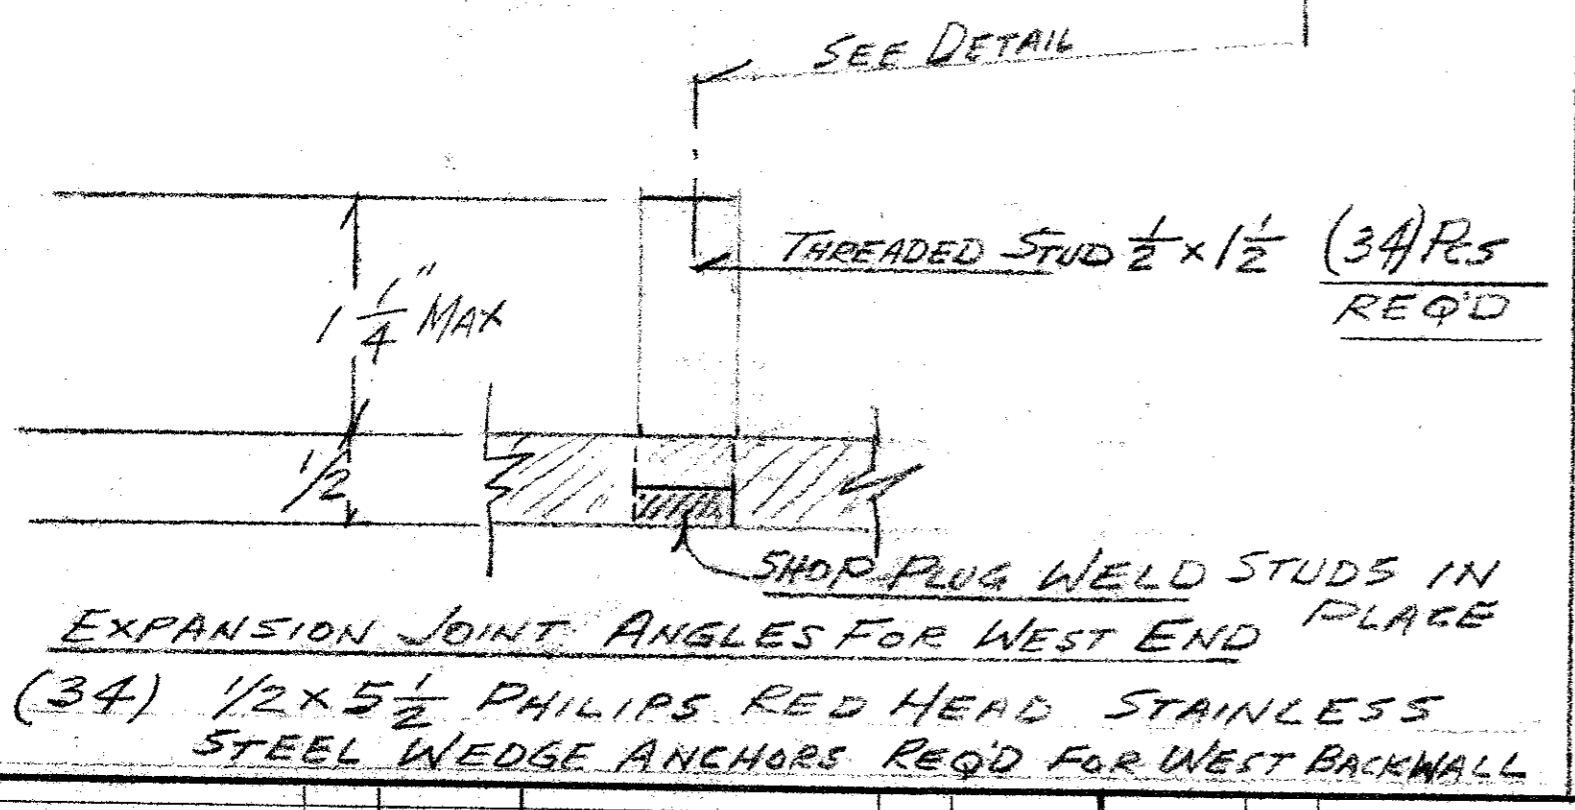 SEE DETAIL
THREADED STUD 1/2 x 1 1/2 (34) PCS
REQ'D
1 1/4" MAX
1/2
SHOP PLUG WELD STUDS IN
PLACE
EXPANSION JOINT ANGLES FOR WEST END
(34) 1/2 x 5 1/2 PHILIPS RED HEAD STAINLESS
STEEL WEDGE ANCHORS REQ'D FOR WEST BACKWALL